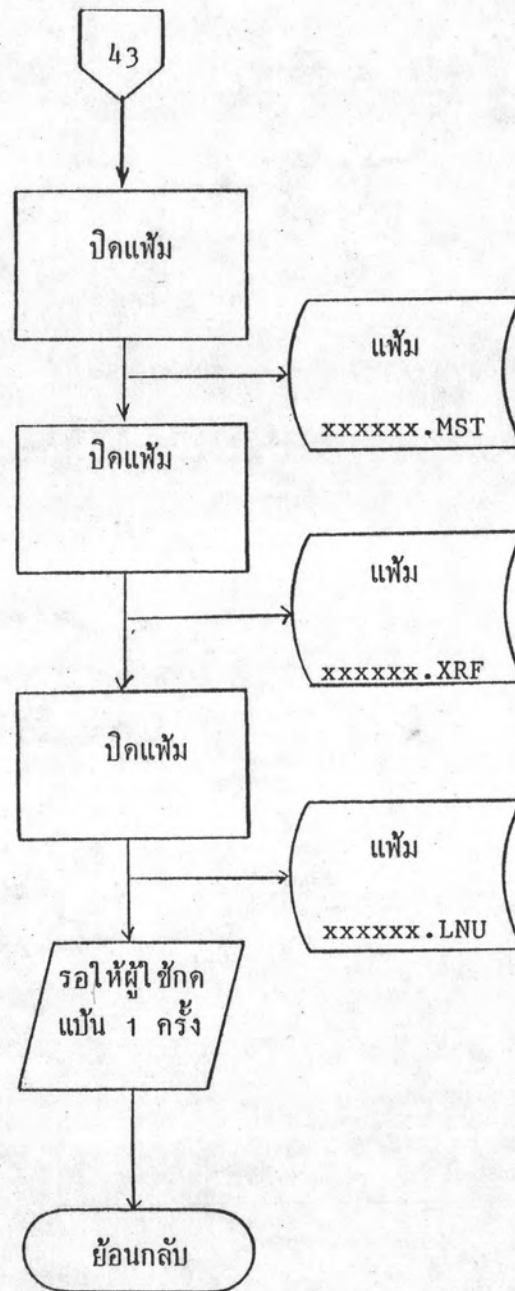 43
ปิดแฟ้ม
แฟ้ม
xxxxxx.MST
ปิดแฟ้ม
แฟ้ม
xxxxxx.XRF
ปิดแฟ้ม
แฟ้ม
xxxxxx.LNU
รอให้ผู้ใช้กด
แป้น 1 ครั้ง
ย้อนกลับ